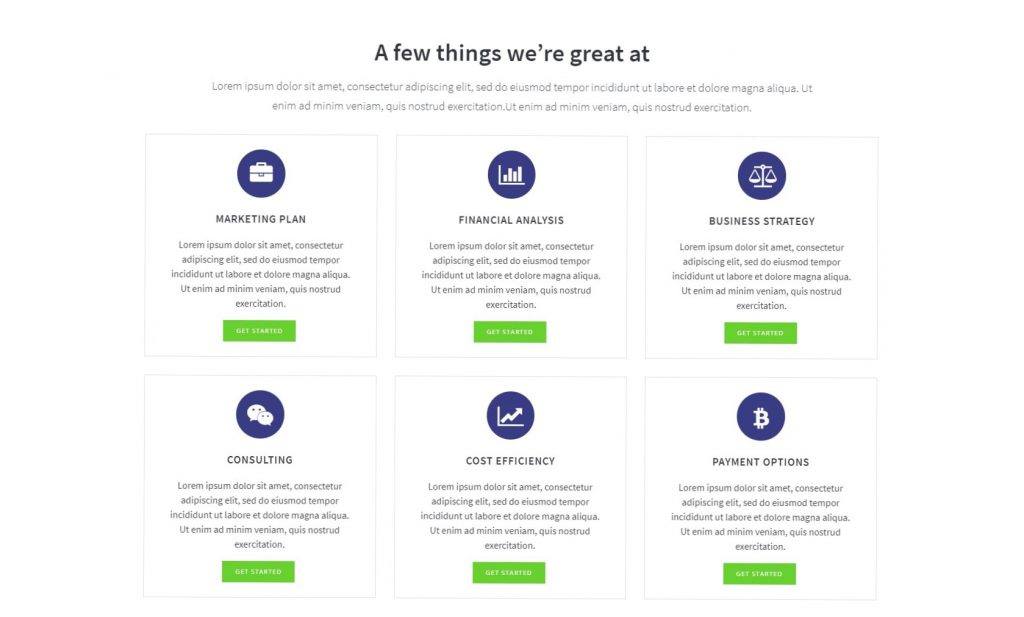 A few things we're great at
Lorem ipsum dolor sit amet, consectetur adipiscing elit, sed do eiusmod tempor incididunt ut labore et dolore magna aliqua. Ut
enim ad minim veniam, quis nostrud exercitation.Ut enim ad minim veniam, quis nostrud exercitation.
MARKETING PLAN
Lorem ipsum dolor sit amet, consectetur
adipiscing elit, sed do eiusmod tempor
incididunt ut labore et dolore magna aliqua.
Ut enim ad minim veniam, quis nostrud
exercitation.
GET STARTED
FINANCIAL ANALYSIS
Lorem ipsum dolor sit amet, consectetur
adipiscing elit, sed do eiusmod tempor
incididunt ut labore et dolore magna aliqua.
Ut enim ad minim veniam, quis nostrud
exercitation.
GET STARTED
BUSINESS STRATEGY
Lorem ipsum dolor sit amet, consectetur
adipiscing elit, sed do eiusmod tempor
incididunt ut labore et dolore magna aliqua.
Ut enim ad minim veniam, quis nostrud
exercitation.
GET STARTED
CONSULTING
Lorem ipsum dolor sit amet, consectetur
adipiscing elit, sed do eiusmod tempor
incididunt ut labore et dolore magna aliqua.
Ut enim ad minim veniam, quis nostrud
exercitation.
GET STARTED
COST EFFICIENCY
Lorem ipsum dolor sit amet, consectetur
adipiscing elit, sed do eiusmod tempor
incididunt ut labore et dolore magna aliqua.
Ut enim ad minim veniam, quis nostrud
exercitation.
GET STARTED
PAYMENT OPTIONS
Lorem ipsum dolor sit amet, consectetur
adipiscing elit, sed do eiusmod tempor
incididunt ut labore et dolore magna aliqua.
Ut enim ad minim veniam, quis nostrud
exercitation.
GET STARTED